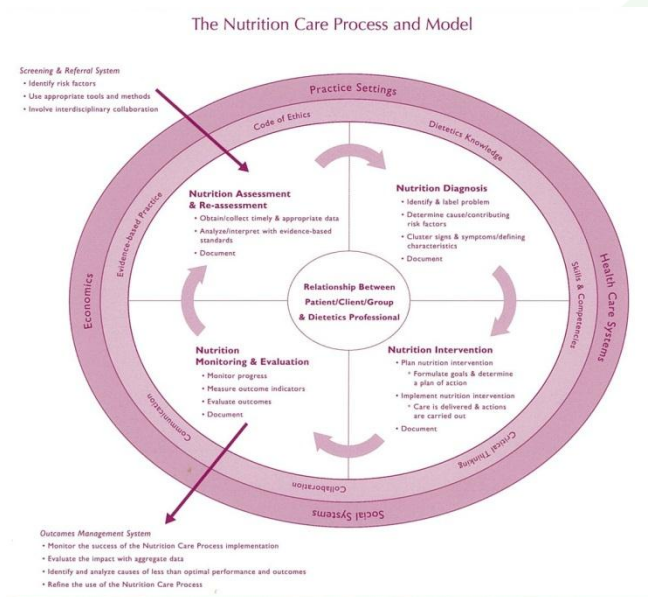 The Nutrition Care Process and Model
Screening & Referral System
• Identify risk factors
• Use appropriate tools and methods
• Involve interdisciplinary collaboration
Practice Settings
Code of Ethics
Dietetics Knowledge
Nutrition Assessment
& Re-assessment
• Obtain/collect timely & appropriate data
• Analyze/interpret with evidence-based
standards
• Document
Nutrition Diagnosis
• Identify & label problem
• Determine cause/contributing
risk factors
• Cluster signs & symptoms/defining
characteristics
• Document
Evidence-based Practice
Economics
Relationship Between
Patient/Client/Group
& Dietetics Professional
Skills & Competencies
Health Care Systems
Nutrition
Monitoring & Evaluation
• Monitor progress
• Measure outcome indicators
• Evaluate outcomes
• Document
Nutrition Intervention
• Plan nutrition intervention
• Formulate goals & determine
a plan of action
• Implement nutrition intervention
• Care is delivered & actions
are carried out
• Document
Communication
Critical Thinking
Collaboration
Social Systems
Outcomes Management System
• Monitor the success of the Nutrition Care Process implementation
• Evaluate the impact with aggregate data
• Identify and analyze causes of less than optimal performance and outcomes
• Refine the use of the Nutrition Care Process